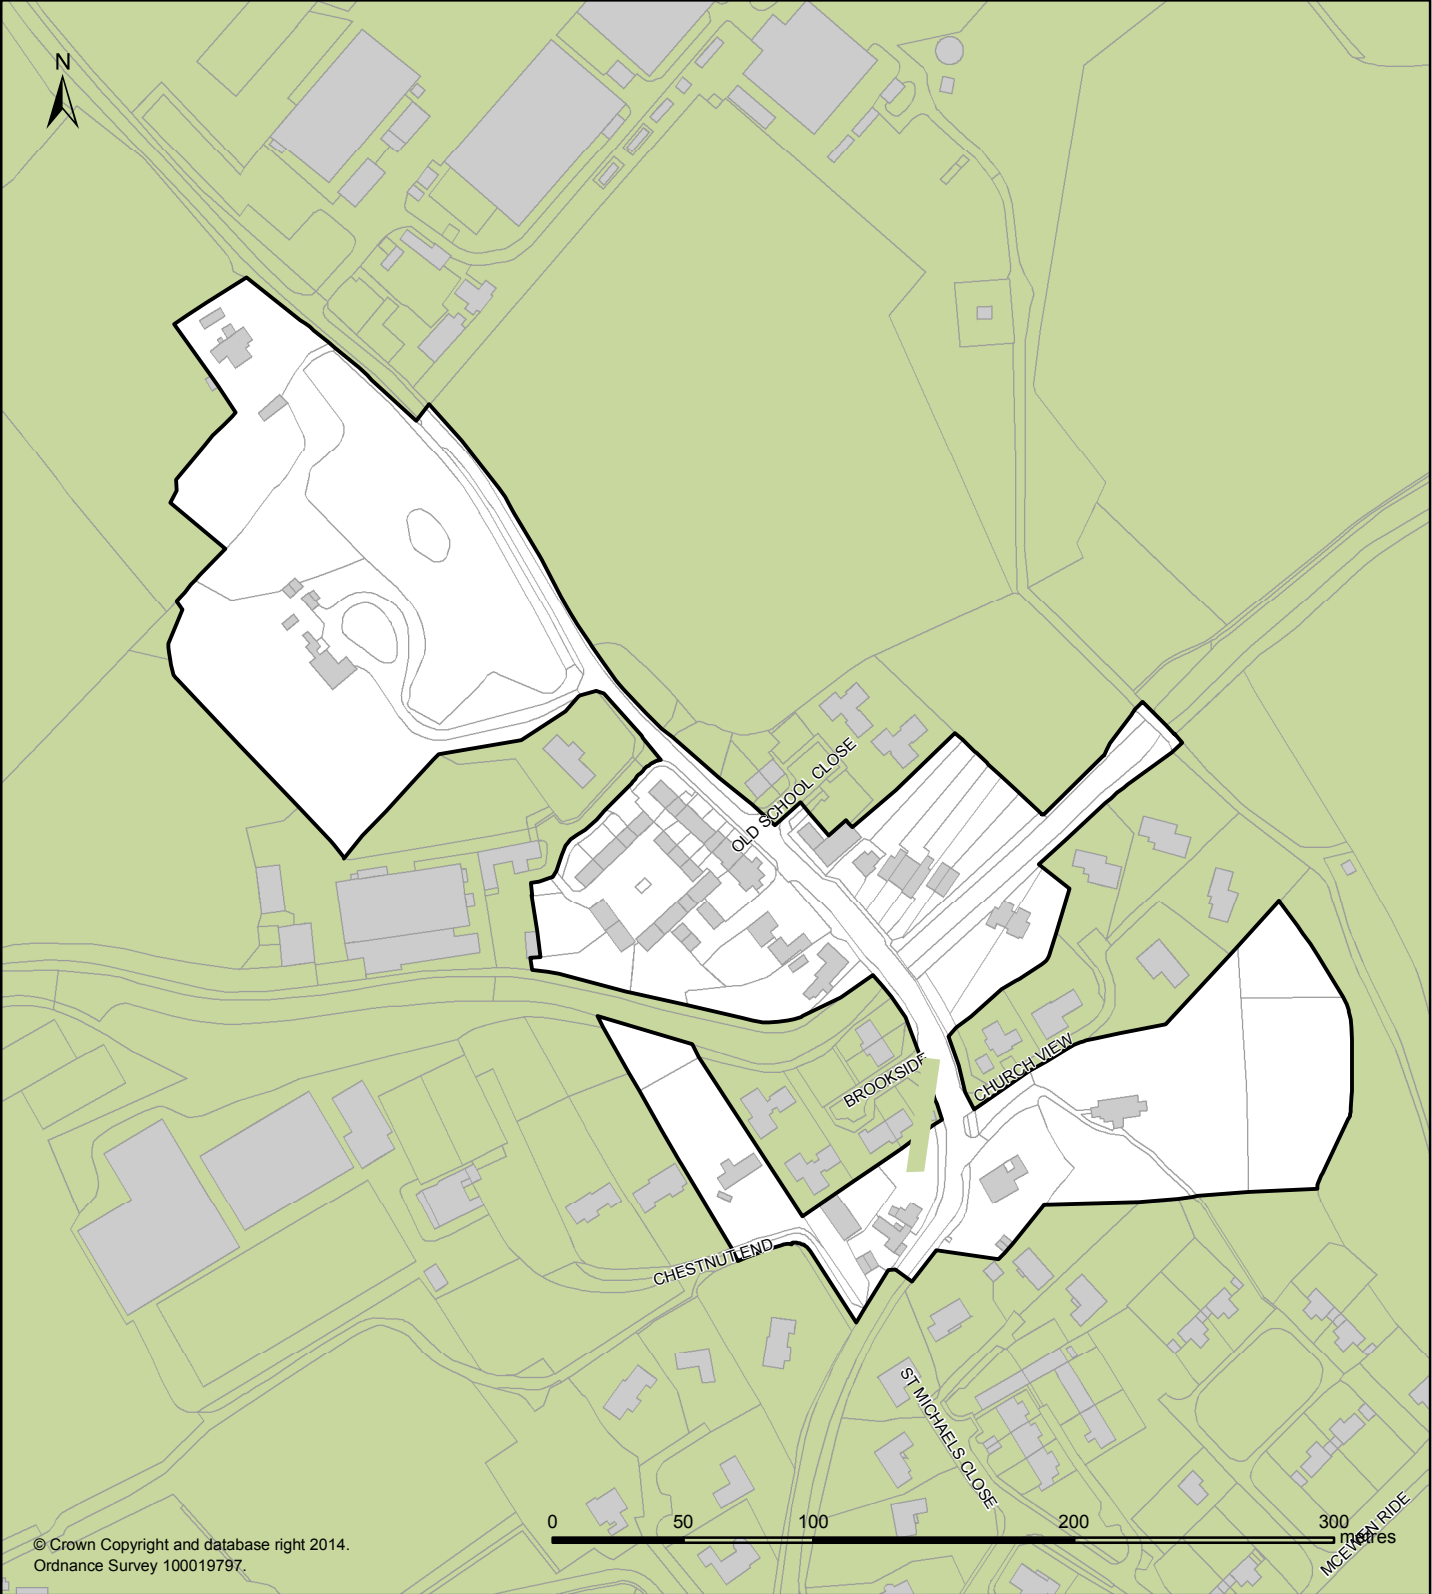 N
OLD SCHOOL CLOSE
BROOKSIDE
CHURCH VIEW
CHESTNUT END
ST MICHAELS CLOSE
MCEWEN RIDE
0 50 100 200 300
metres
© Crown Copyright and database right 2014.
Ordnance Survey 100019797.